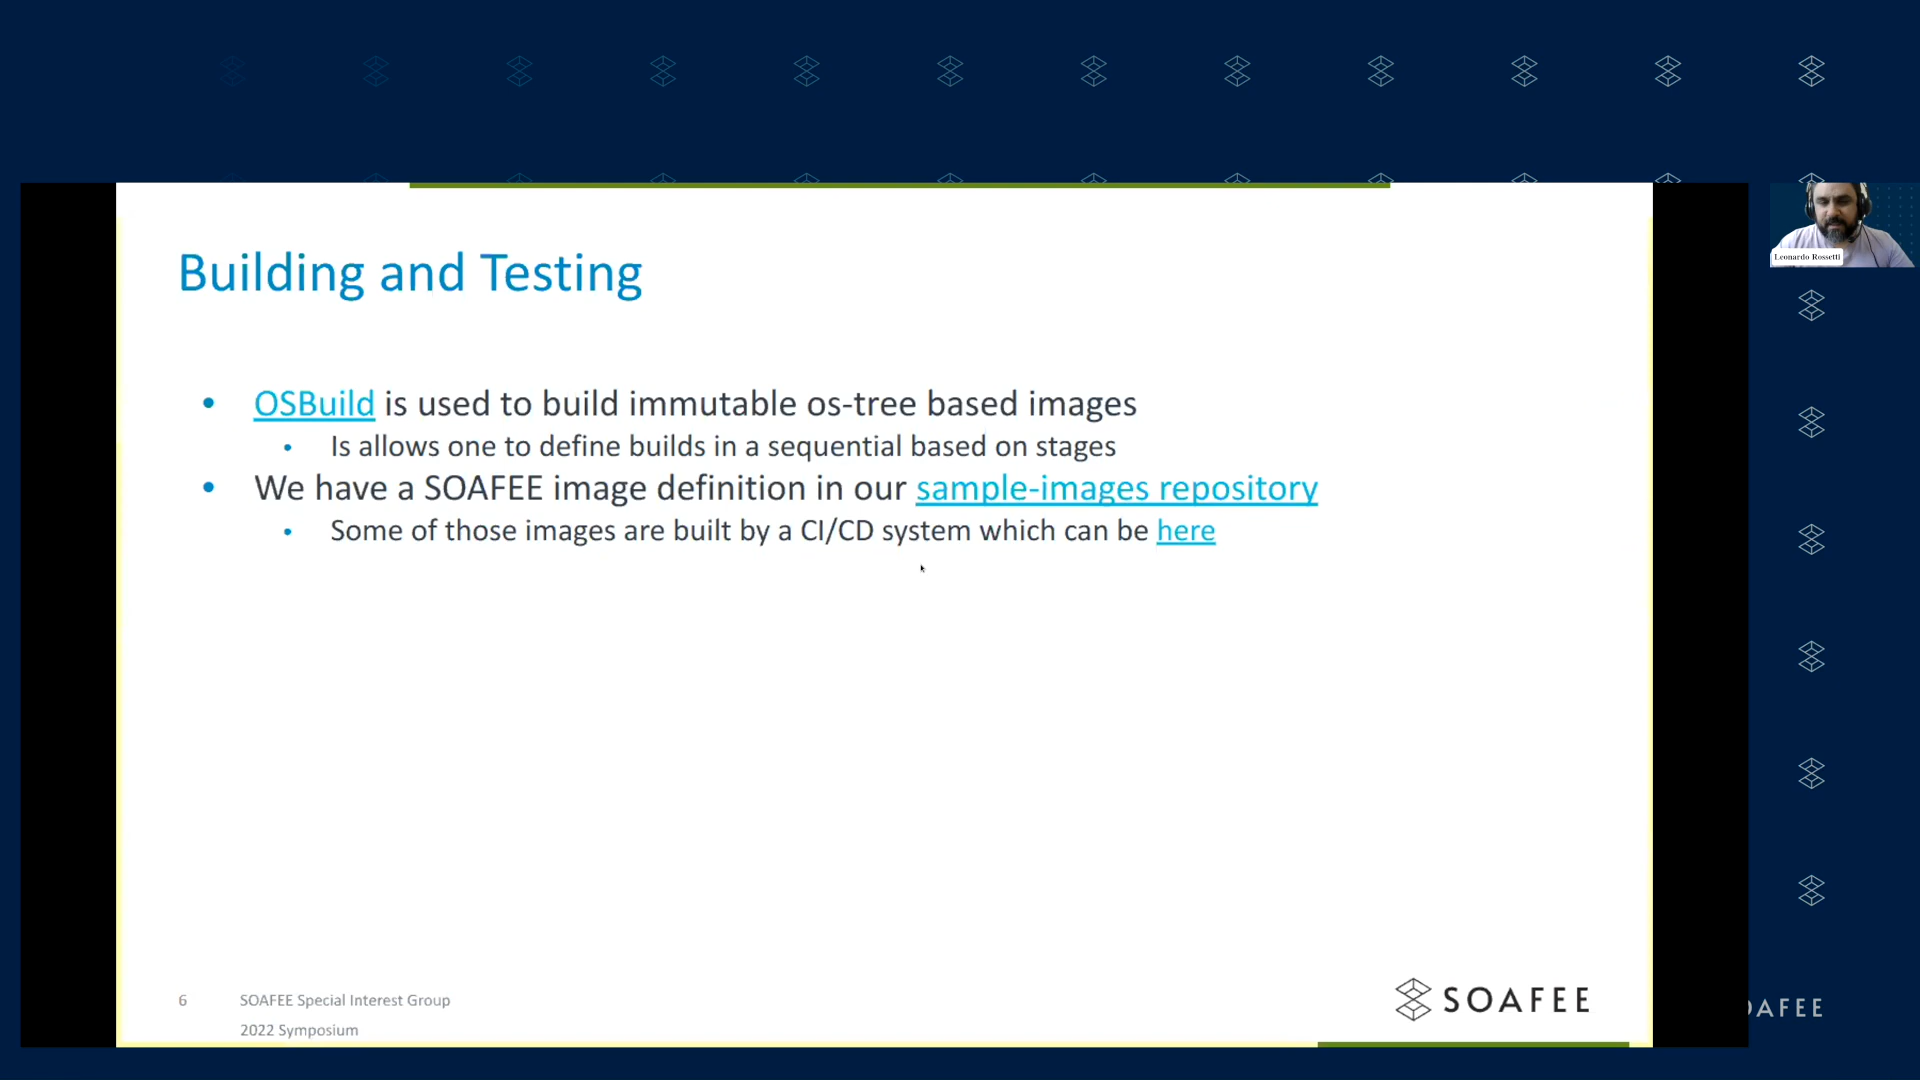 Building and Testing
OSBuild is used to build immutable os-tree based images
Is allows one to define builds in a sequential based on stages
We have a SOAFEE image definition in our sample-images repository
Some of those images are built by a CI/CD system which can be here
Leonardo Rossetti
6
SOAFEE Special Interest Group
2022 Symposium
SOAFEE
AFEE